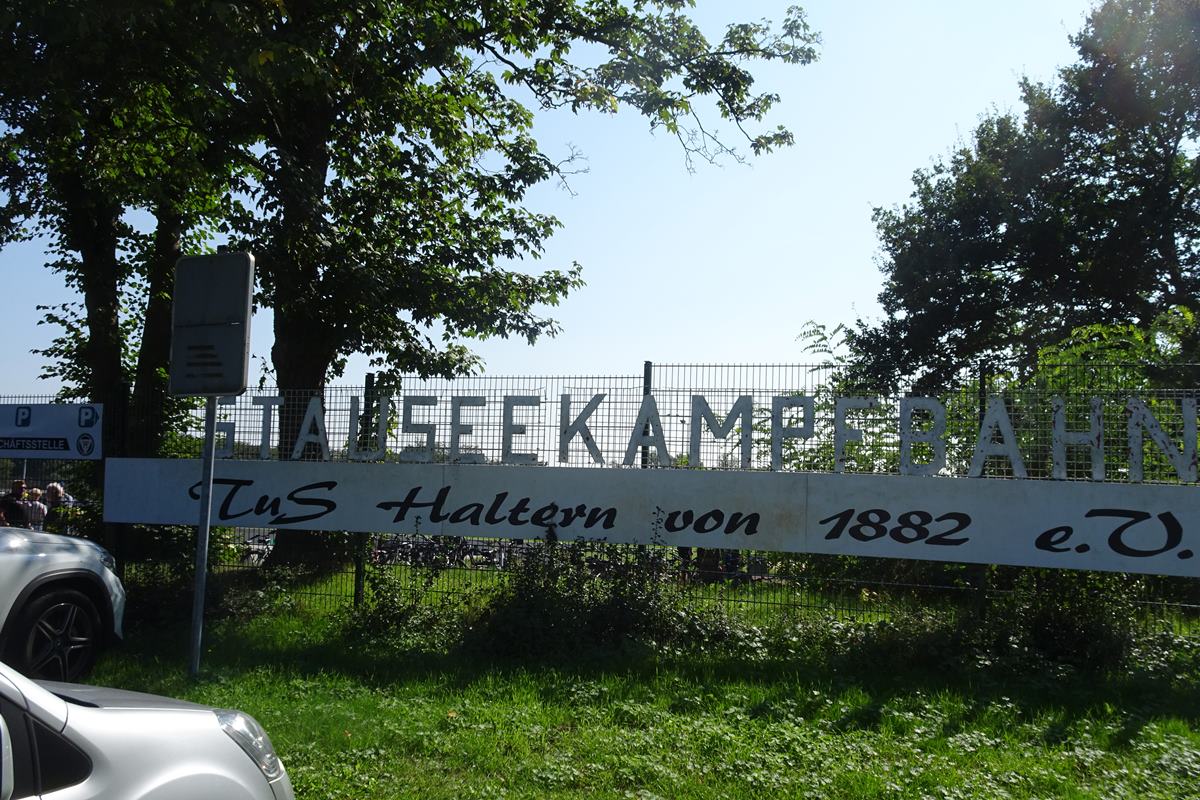 P P
CHÄFTSSTELLE
STAUSEEKAMPFBAHN
TuS Haltern von 1882 e.V.